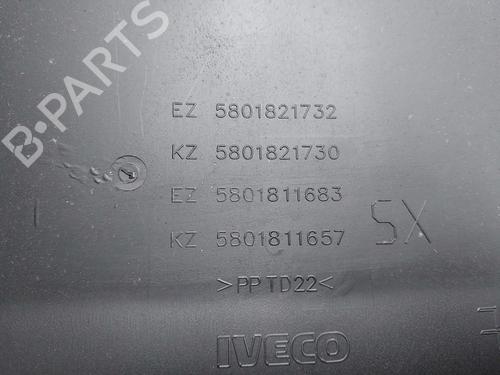 B-PARTS
EZ 5801821732
KZ 5801821730
EZ 5801811683
KZ 5801811657
SX
>PP TD22<
IVECO